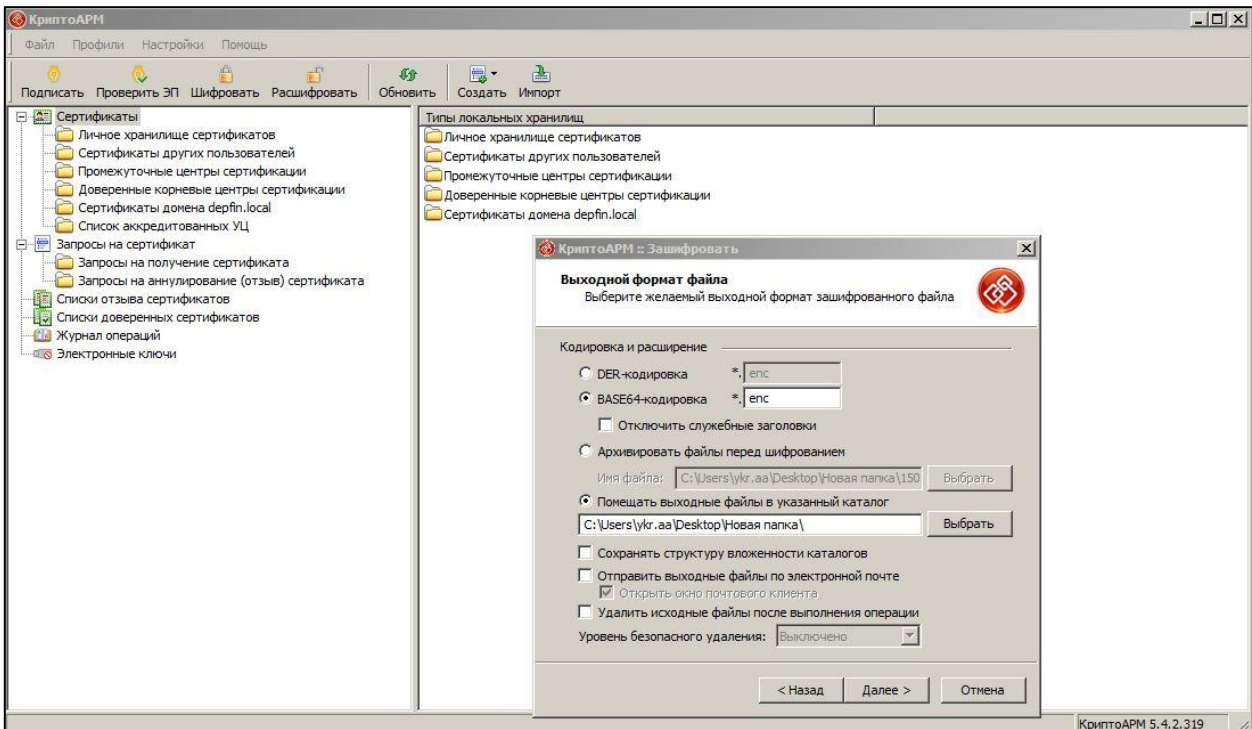 КриптоАРМ
Файл Профили Настройки Помощь
Подписать Проверить ЭП Шифровать Расшифровать Обновить Создать Импорт
Сертификаты
Личное хранилище сертификатов
Сертификаты других пользователей
Промежуточные центры сертификации
Доверенные корневые центры сертификации
Сертификаты домена depfin.local
Список аккредитованных УЦ
Запросы на сертификат
Запросы на получение сертификата
Запросы на аннулирование (отзыв) сертификата
Списки отзыва сертификатов
Списки доверенных сертификатов
Журнал операций
Электронные ключи
Типы локальных хранилищ
Личное хранилище сертификатов
Сертификаты других пользователей
Промежуточные центры сертификации
Доверенные корневые центры сертификации
Сертификаты домена depfin.local
КриптоАРМ :: Зашифровать
Выходной формат файла
Выберите желаемый выходной формат зашифрованного файла
Кодировка и расширение
DER-кодировка *. enc
BASE64-кодировка *. enc
Отключить служебные заголовки
Архивировать файлы перед шифрованием
Имя файла: C:\Users\ykr.aa\Desktop\Новая папка\150 Выбрать
Помещать выходные файлы в указанный каталог
C:\Users\ykr.aa\Desktop\Новая папка\ Выбрать
Сохранять структуру вложенности каталогов
Отправить выходные файлы по электронной почте
Открыть окно почтового клиента
Удалить исходные файлы после выполнения операции
Уровень безопасного удаления: Выключено
< Назад Далее > Отмена
КриптоАРМ 5.4.2.319